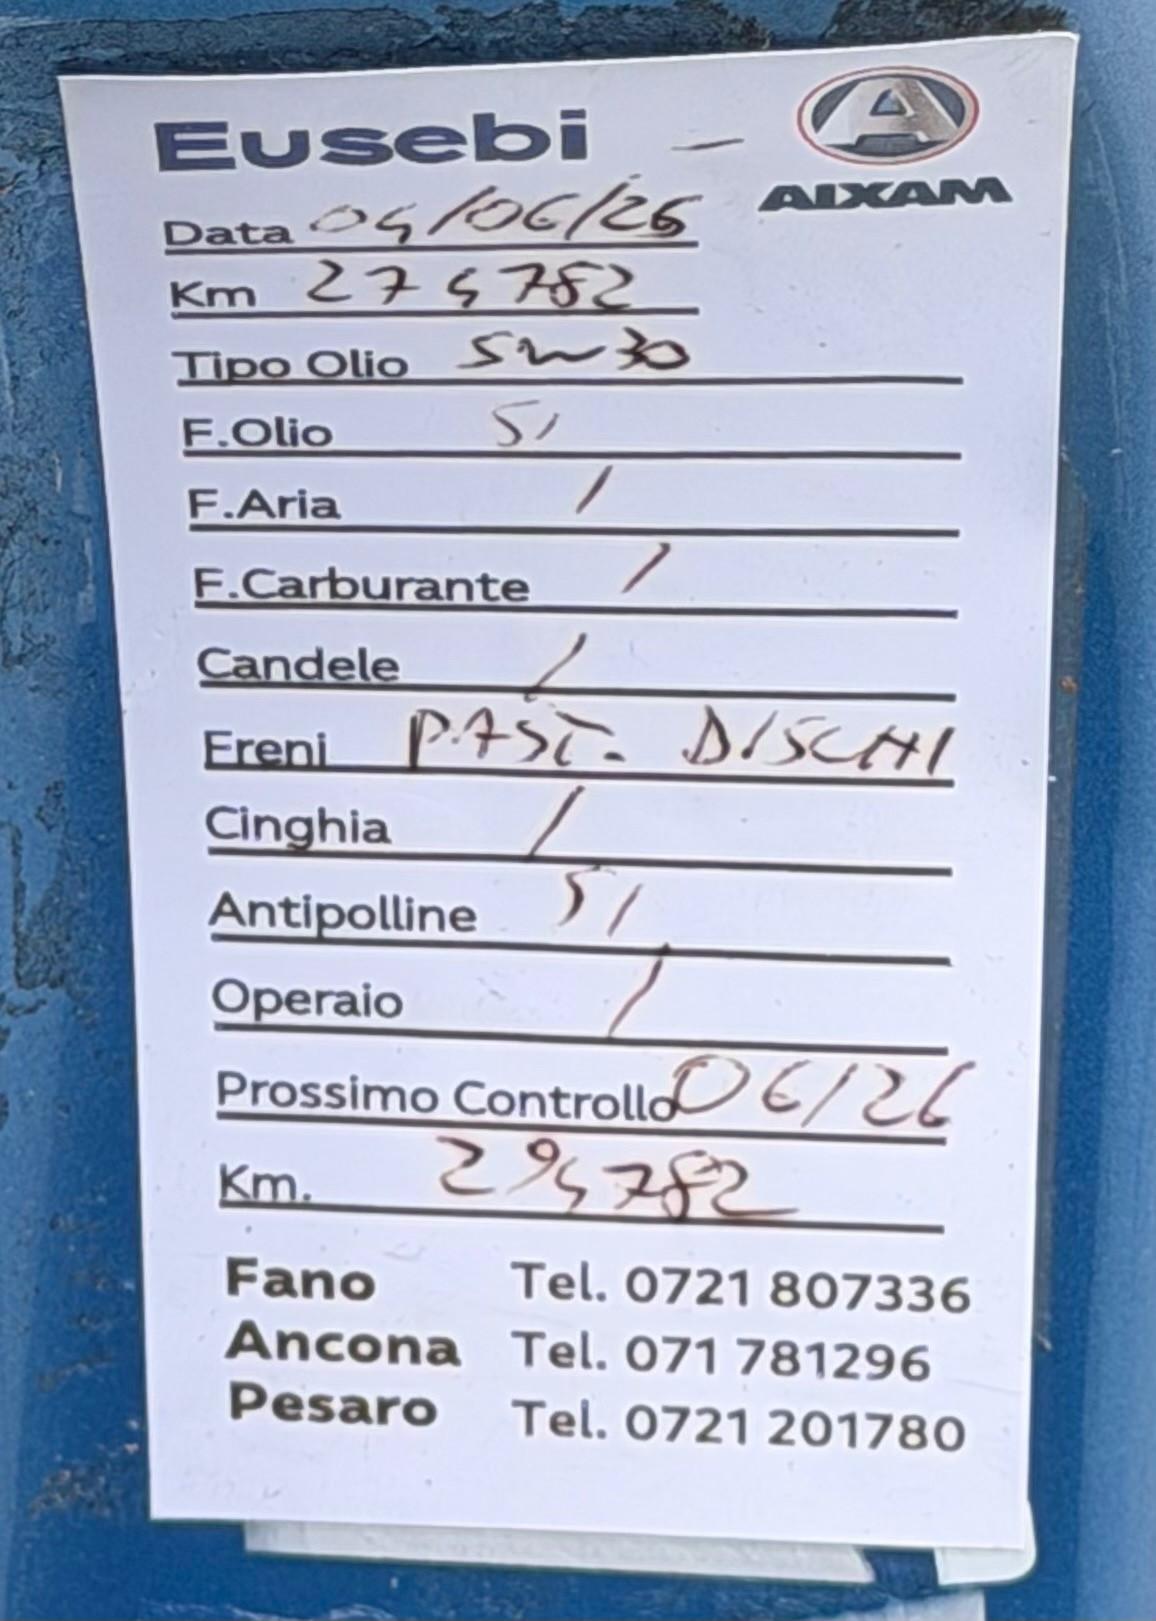 Eusebi -
A AIXAM
Data 04/06/26
Km 274782
Tipo Olio 5w30
F.Olio SI
F.Aria /
F.Carburante /
Candele /
Freni PAST. DISCHI
Cinghia /
Antipolline SI
Operaio /
Prossimo Controllo 06/26
Km. 294782
Fano Tel. 0721 807336
Ancona Tel. 071 781296
Pesaro Tel. 0721 201780